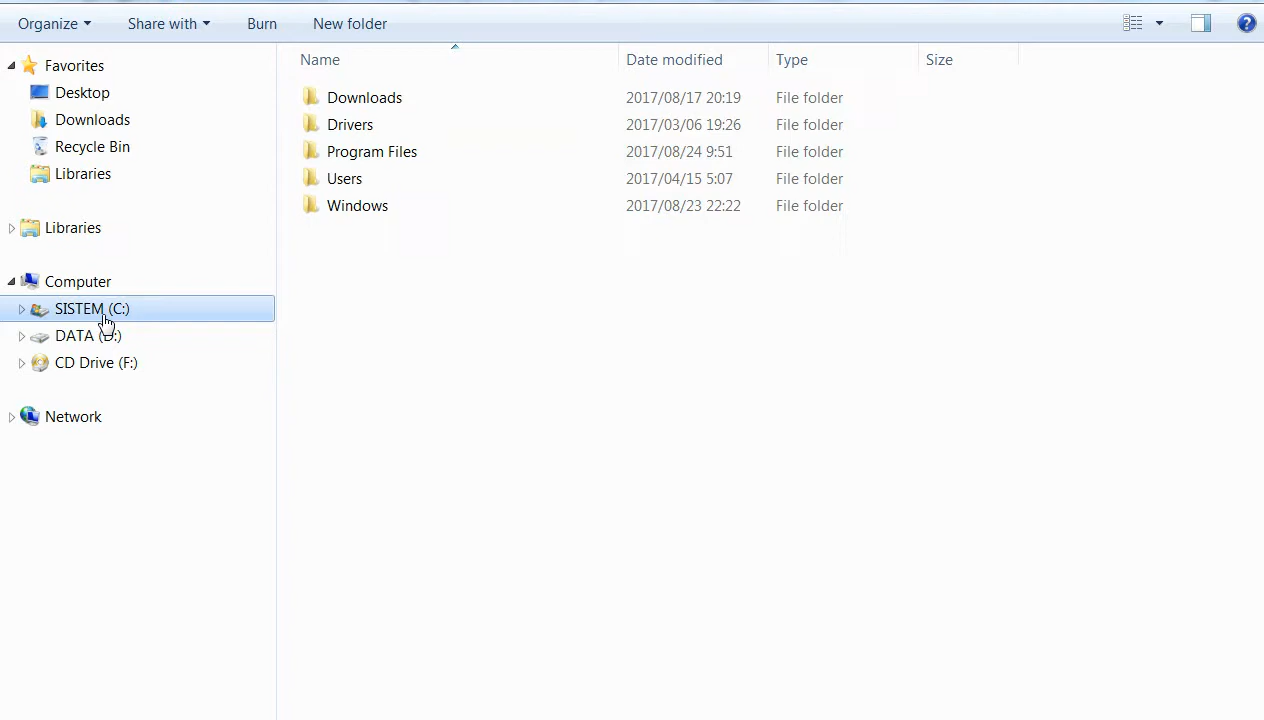 Organize Share with Burn New folder
Favorites
Desktop
Downloads
Recycle Bin
Libraries
Libraries
Computer
SISTEM (C:)
DATA (D:)
CD Drive (F:)
Network
Name Date modified Type Size
Downloads 2017/08/17 20:19 File folder
Drivers 2017/03/06 19:26 File folder
Program Files 2017/08/24 9:51 File folder
Users 2017/04/15 5:07 File folder
Windows 2017/08/23 22:22 File folder